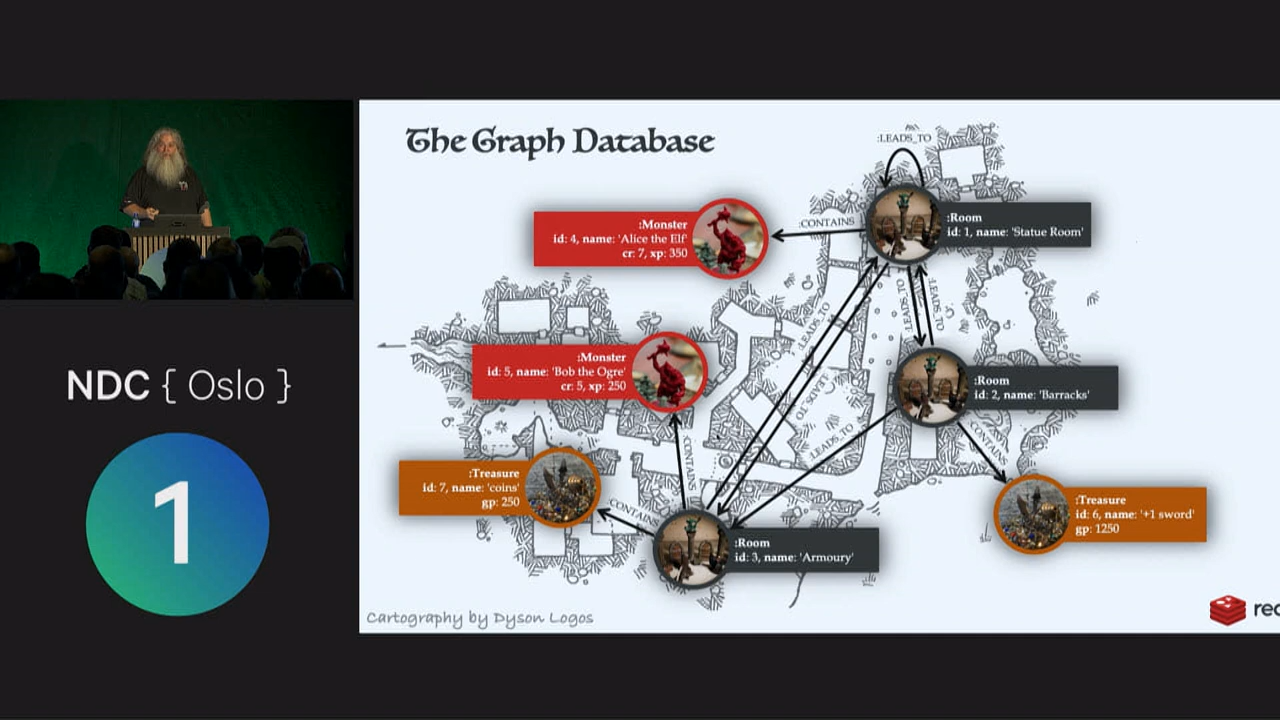 The Graph Database
:LEADS_TO
:Monster
id: 4, name: 'Alice the Elf'
cr: 7, xp: 350
:CONTAINS
:Room
id: 1, name: 'Statue Room'
:LEADS_TO
:LEADS_TO
:LEADS_TO
:Monster
id: 5, name: 'Bob the Ogre'
cr: 5, xp: 250
:Room
id: 2, name: 'Barracks'
NDC { Oslo }
:LEADS_TO
:LEADS_TO
:CONTAINS
:CONTAINS
:Treasure
id: 7, name: 'coins'
gp: 250
:Treasure
id: 6, name: '+1 sword'
gp: 1250
1
:CONTAINS
:Room
id: 3, name: 'Armoury'
Cartography by Dyson Logos